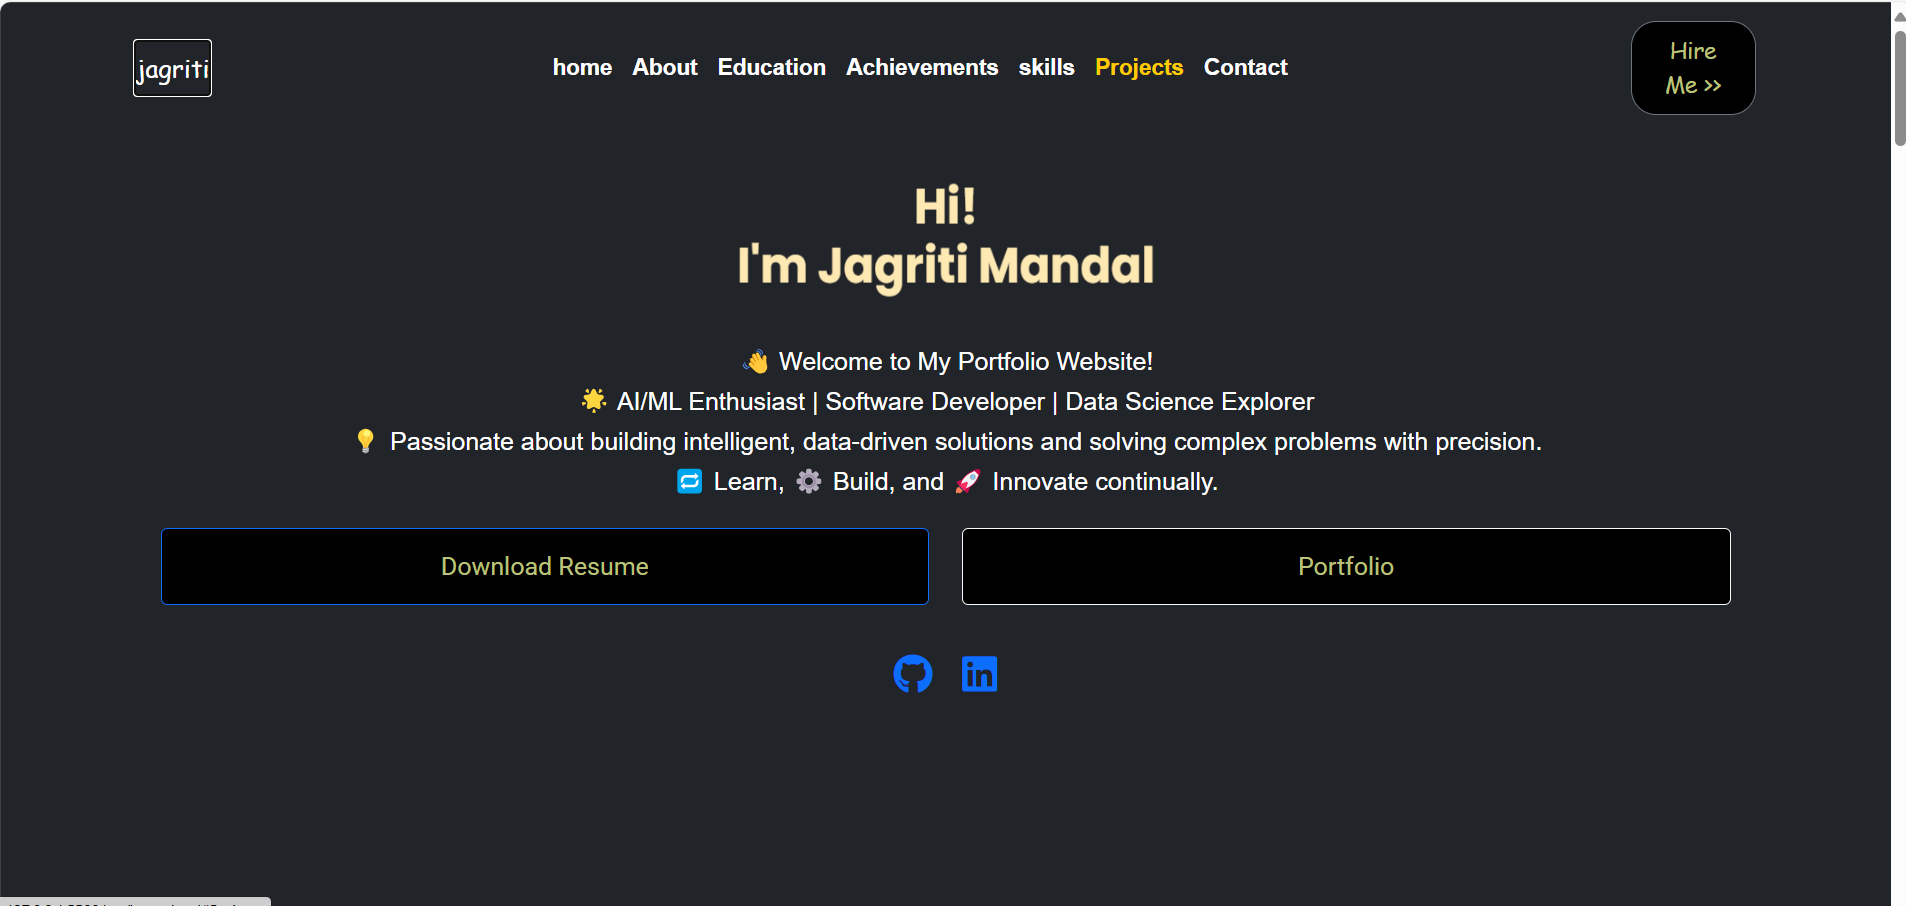 jagriti
home About Education Achievements skills Projects Contact
Hire
Me >>
Hi!
I'm Jagriti Mandal
👋 Welcome to My Portfolio Website!
🌟 AI/ML Enthusiast | Software Developer | Data Science Explorer
💡 Passionate about building intelligent, data-driven solutions and solving complex problems with precision.
🔁 Learn, ⚙️ Build, and 🚀 Innovate continually.
Download Resume
Portfolio
in